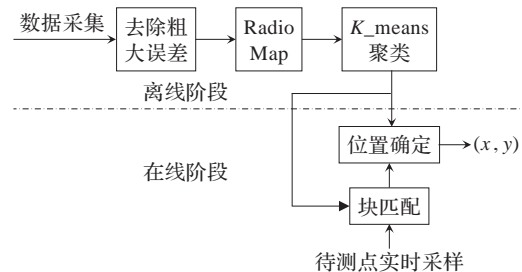 数据采集
去除粗
大误差
Radio
Map
K_means
聚类
离线阶段
在线阶段
位置确定
(x, y)
块匹配
待测点实时采样